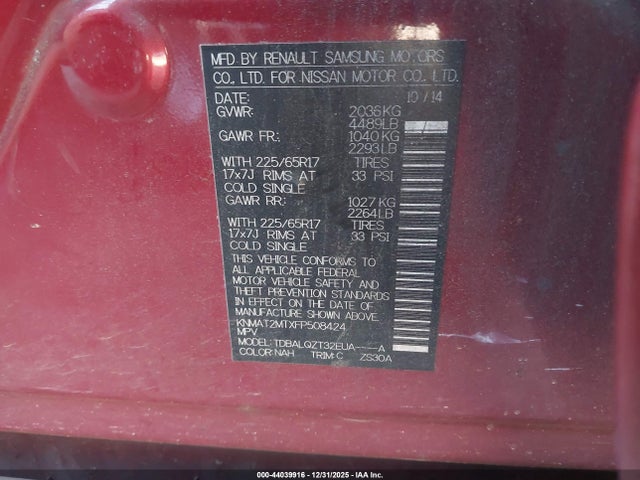 MFD BY RENAULT SAMSUNG MOTORS
CO., LTD. FOR NISSAN MOTOR CO., LTD.
DATE: 10/14
GVWR: 2036KG
4489LB
GAWR FR: 1040KG
2293LB
WITH 225/65R17 TIRES
17x7J RIMS AT 33 PSI
COLD SINGLE
GAWR RR: 1027KG
2264LB
WITH 225/65R17 TIRES
17x7J RIMS AT 33 PSI
COLD SINGLE
THIS VEHICLE CONFORMS TO
ALL APPLICABLE FEDERAL
MOTOR VEHICLE SAFETY AND
THEFT PREVENTION STANDARDS
IN EFFECT ON THE DATE OF
MANUFACTURE SHOWN ABOVE.
KNMAT2MTXFP508424
MPV
MODEL: TDBALQZT32EUA----A
COLOR:NAH TRIM:C ZS30A
000-44039916 - 12/31/2025 - IAA Inc.